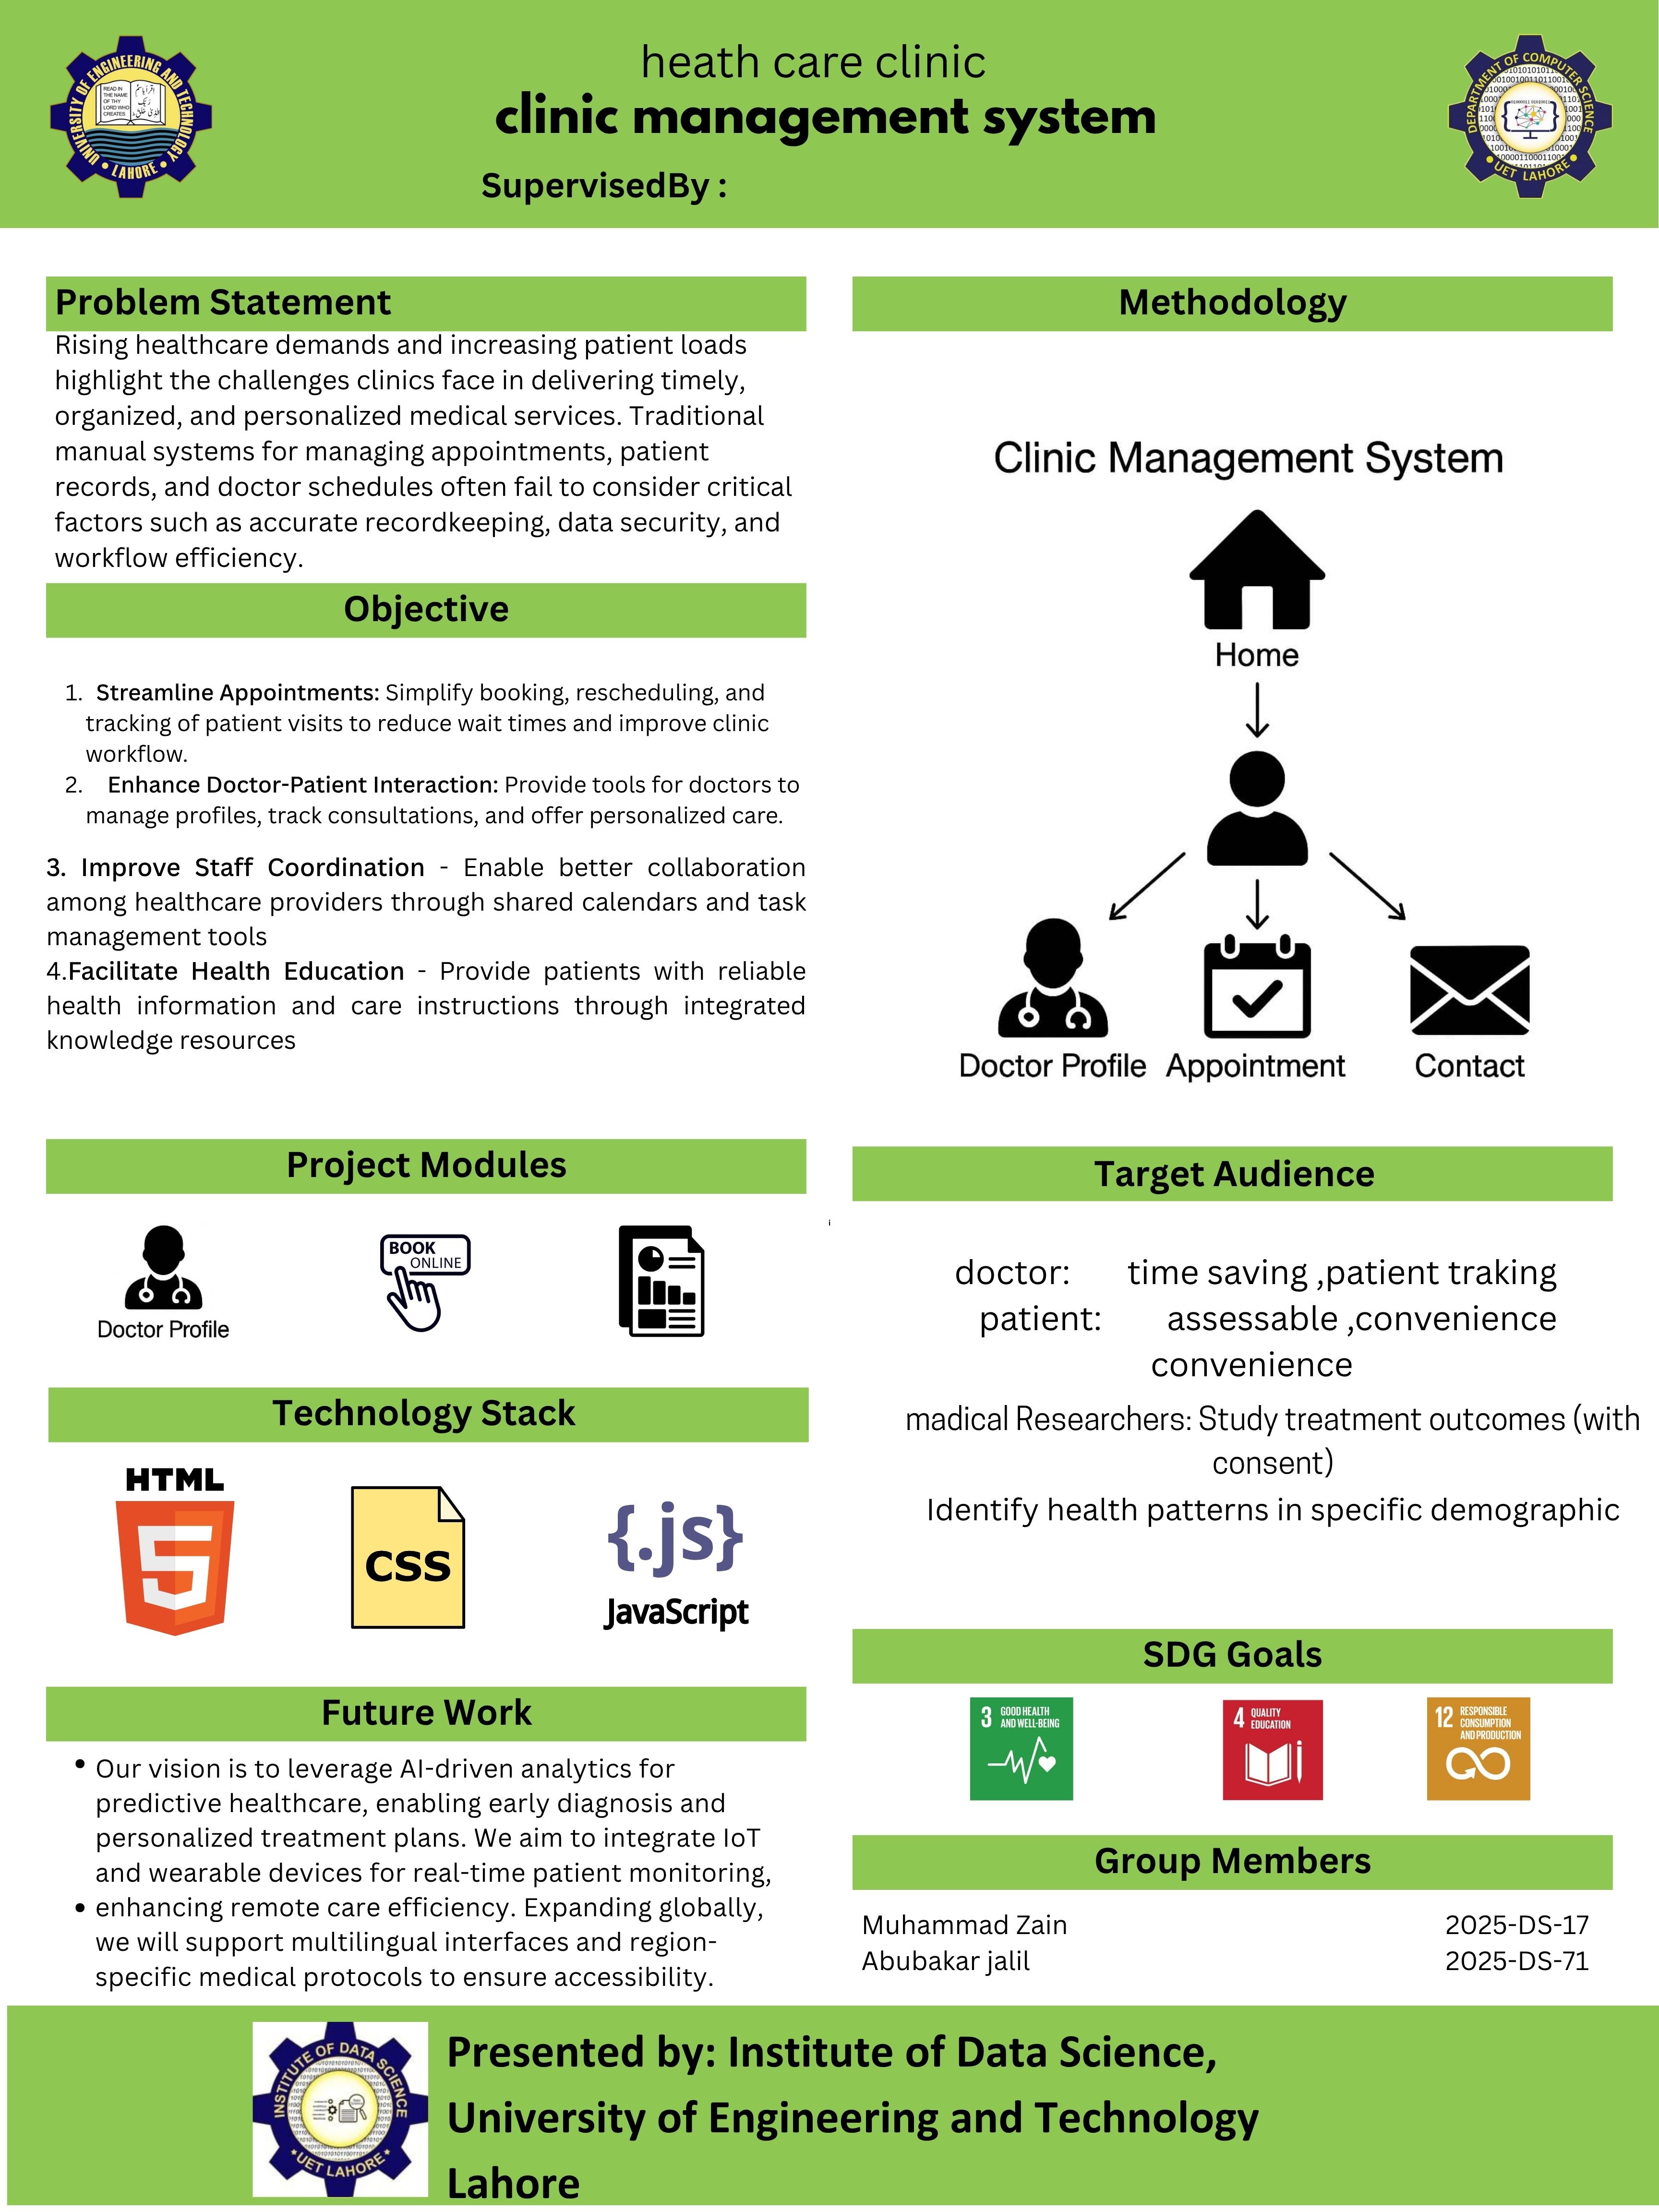 UNIVERSITY OF ENGINEERING AND TECHNOLOGY
• LAHORE •
READ IN
THE NAME
OF THY
LORD WHO
CREATES
heath care clinic
clinic management system
SupervisedBy :
DEPARTMENT OF COMPUTER SCIENCE
• UET LAHORE •
Problem Statement
Rising healthcare demands and increasing patient loads
highlight the challenges clinics face in delivering timely,
organized, and personalized medical services. Traditional
manual systems for managing appointments, patient
records, and doctor schedules often fail to consider critical
factors such as accurate recordkeeping, data security, and
workflow efficiency.
Objective
1. Streamline Appointments: Simplify booking, rescheduling, and
tracking of patient visits to reduce wait times and improve clinic
workflow.
2. Enhance Doctor-Patient Interaction: Provide tools for doctors to
manage profiles, track consultations, and offer personalized care.
3. Improve Staff Coordination - Enable better collaboration
among healthcare providers through shared calendars and task
management tools
4.Facilitate Health Education - Provide patients with reliable
health information and care instructions through integrated
knowledge resources
Project Modules
Doctor Profile
BOOK
ONLINE
Technology Stack
HTML
5
CSS
{.js}
JavaScript
Future Work
• Our vision is to leverage AI-driven analytics for
predictive healthcare, enabling early diagnosis and
personalized treatment plans. We aim to integrate IoT
and wearable devices for real-time patient monitoring,
• enhancing remote care efficiency. Expanding globally,
we will support multilingual interfaces and region-
specific medical protocols to ensure accessibility.
Methodology
Clinic Management System
Home
Doctor Profile
Appointment
Contact
Target Audience
doctor: time saving ,patient traking
patient: assessable ,convenience
convenience
madical Researchers: Study treatment outcomes (with
consent)
Identify health patterns in specific demographic
SDG Goals
3 GOOD HEALTH
AND WELL-BEING
4 QUALITY
EDUCATION
12 RESPONSIBLE
CONSUMPTION
AND PRODUCTION
Group Members
Muhammad Zain 2025-DS-17
Abubakar jalil 2025-DS-71
INSTITUTE OF DATA SCIENCE
• UET LAHORE •
Presented by: Institute of Data Science,
University of Engineering and Technology
Lahore